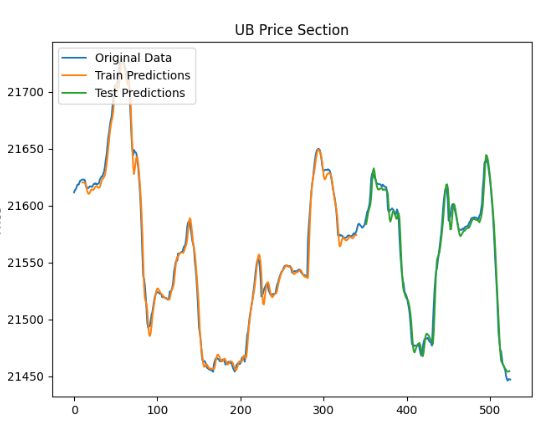 UB Price Section
Original Data
Train Predictions
Test Predictions
21700
21650
21600
21550
21500
21450
0 100 200 300 400 500